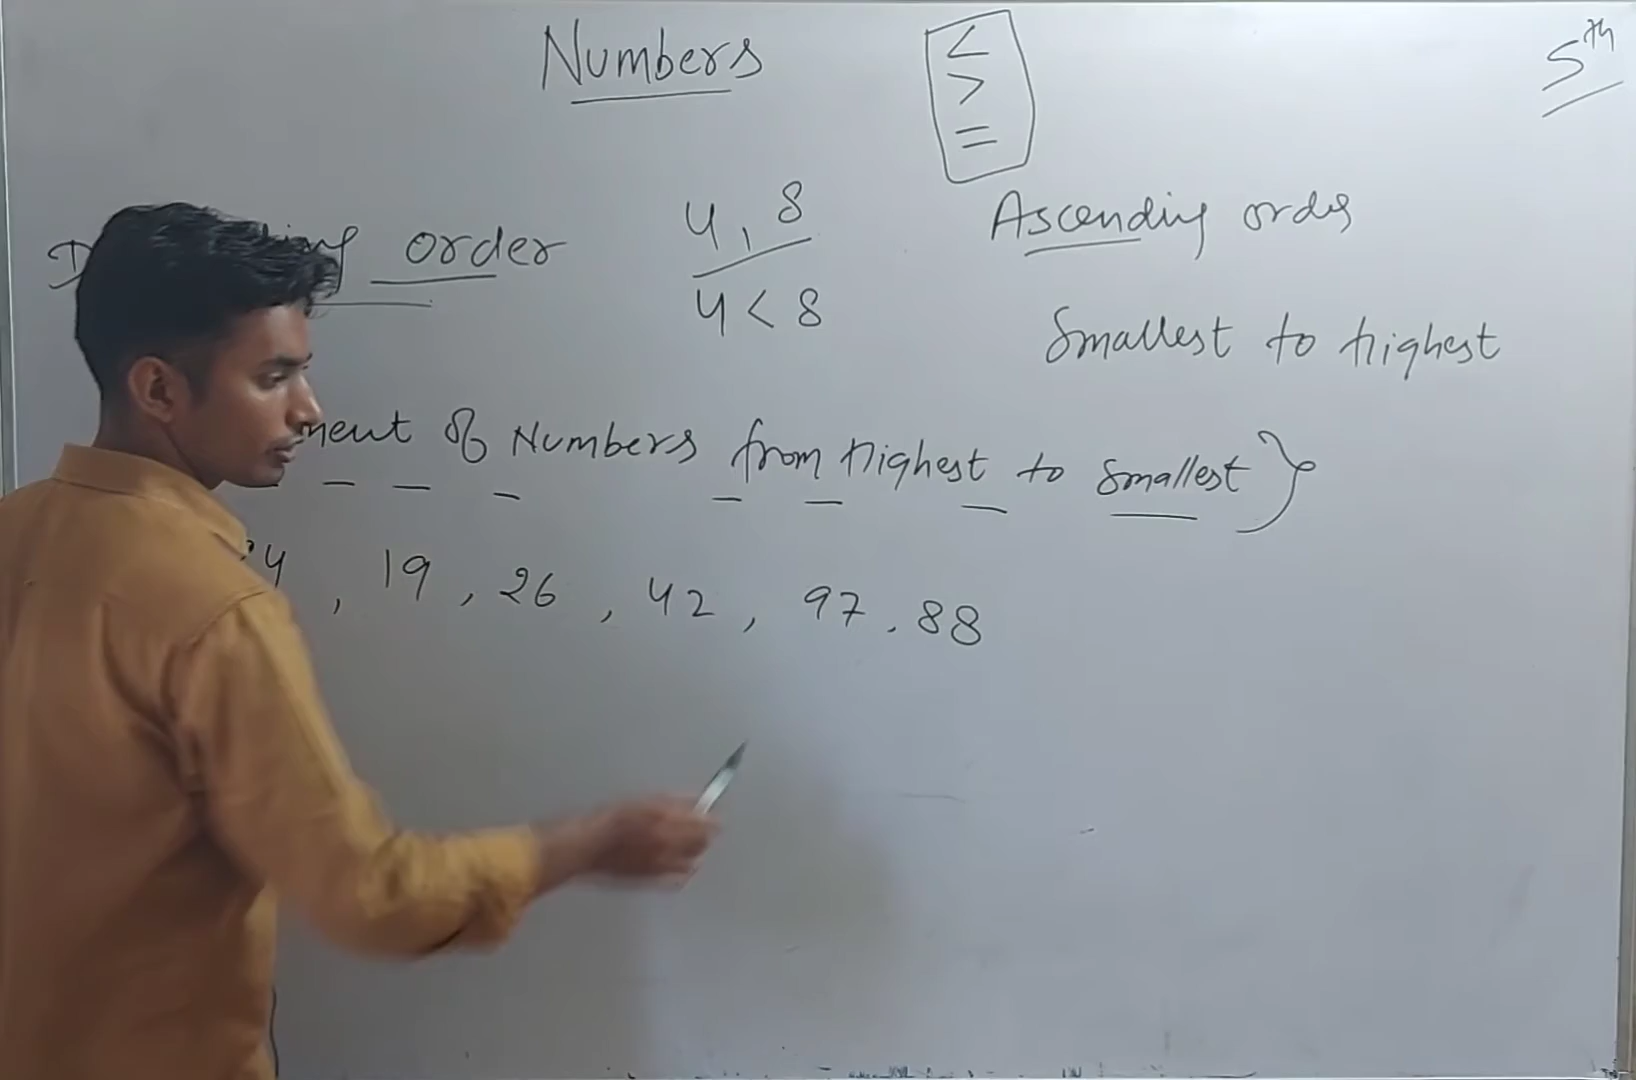 Numbers
<
>
=
5th
order
4, 8
4 < 8
Ascending order
Smallest to highest
of Numbers from highest to smallest }
, 19, 26, 42, 97. 88